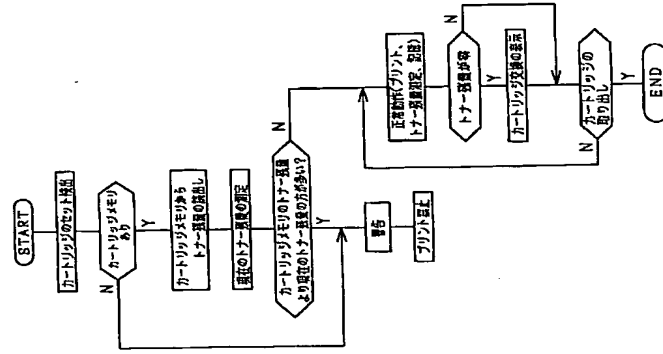 START
カートリッジのセット検出
カートリッジメモリ
あり
N
Y
カートリッジメモリから
トナー残量の読出し
現在のトナー残量の測定
カートリッジメモリのトナー残量
より現在のトナー残量の方が多い?
N
Y
警告
プリント禁止
正常動作(プリント、
トナー残量測定、記憶)
トナー残量が零
N
Y
カートリッジ交換の表示
カートリッジの
取り出し
N
Y
END